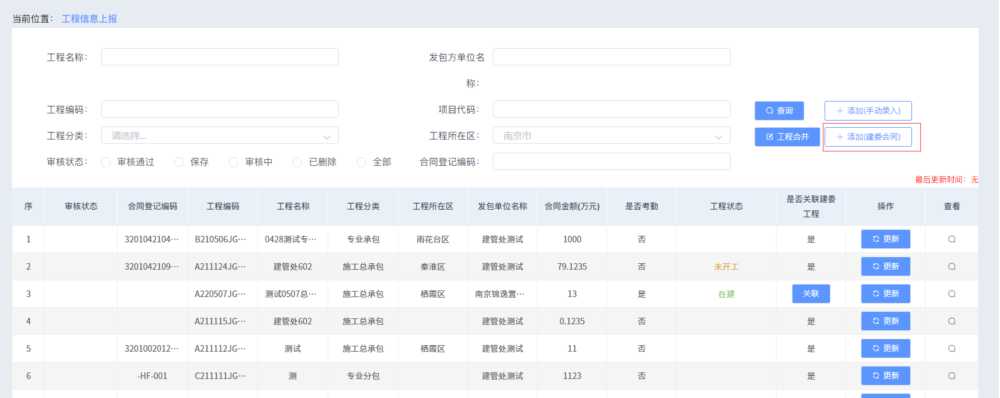 当前位置： 工程信息上报
工程名称：
发包方单位名
称：
工程编码：
项目代码：
查询
添加(手动录入)
工程分类：
请选择...
工程所在区：
南京市
工程合并
添加(建委合同)
审核状态：
审核通过 保存 审核中 已删除 全部
合同登记编码：
最后更新时间：无
序 审核状态 合同登记编码 工程编码 工程名称 工程分类 工程所在区 发包单位名称 合同金额(万元) 是否考勤 工程状态 是否关联建委 操作 查看
工程
1 3201042104… B210506JG… 0428测试专… 专业承包 雨花台区 建管处测试 1000 否 是 更新
2 3201042109… A211124JG… 建管处602 施工总承包 秦淮区 建管处测试 79.1235 否 未开工 是 更新
3 A220507JG… 测试0507总… 施工总承包 栖霞区 南京锦逸置… 13 是 在建 关联 更新
4 A211115JG… 建管处602 施工总承包 建管处测试 0.1235 否 是 更新
5 3201002012… A211112JG… 测试 施工总承包 栖霞区 建管处测试 11 否 是 更新
6 -HF-001 C211111JG… 测 专业分包 建管处测试 1123 否 是 更新